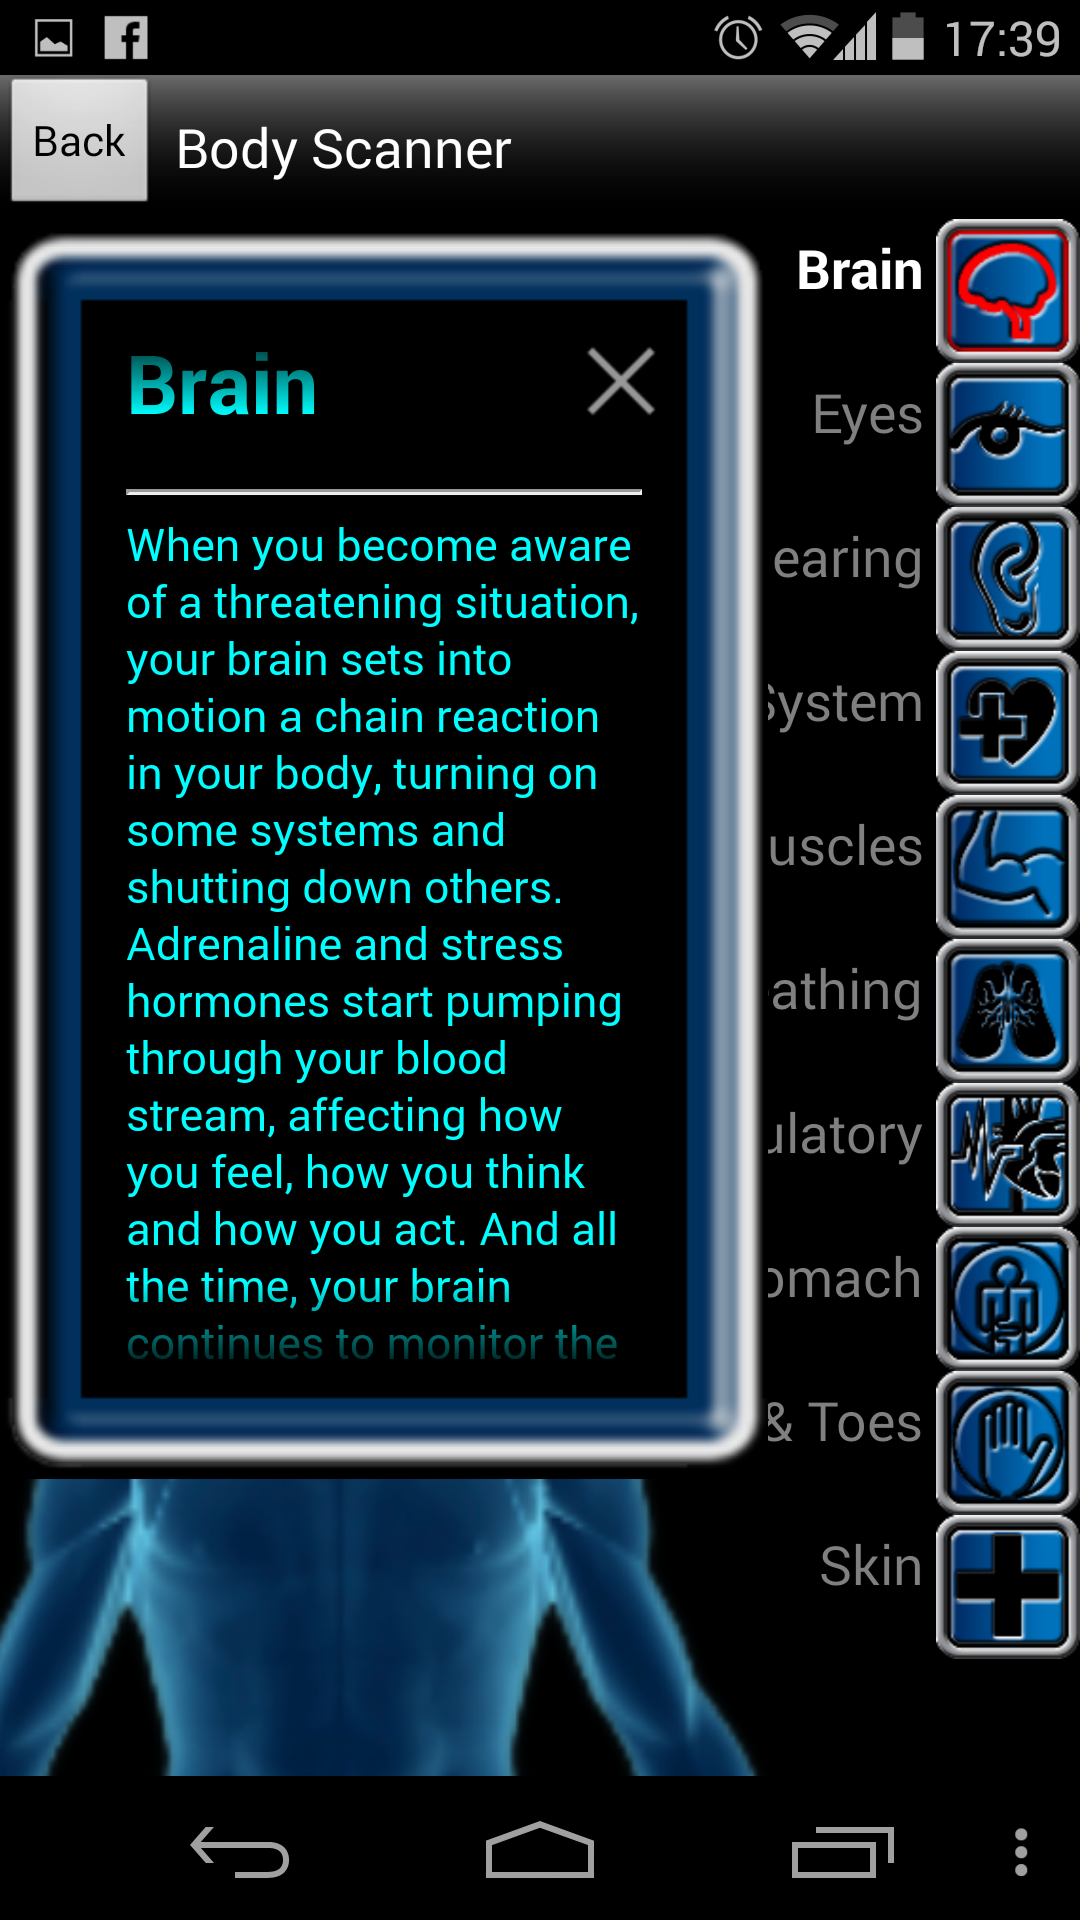 17:39
Back
Body Scanner
Brain
When you become aware
of a threatening situation,
your brain sets into
motion a chain reaction
in your body, turning on
some systems and
shutting down others.
Adrenaline and stress
hormones start pumping
through your blood
stream, affecting how
you feel, how you think
and how you act. And all
the time, your brain
continues to monitor the
Brain
Eyes
earing
System
uscles
athing
ulatory
omach
& Toes
Skin